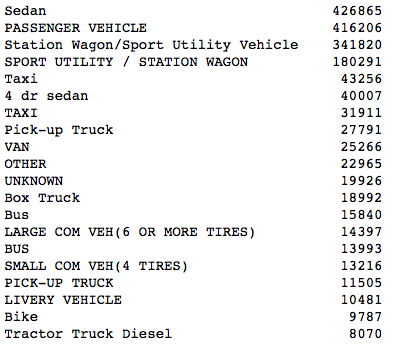 Sedan 426865
PASSENGER VEHICLE 416206
Station Wagon/Sport Utility Vehicle 341820
SPORT UTILITY / STATION WAGON 180291
Taxi 43256
4 dr sedan 40007
TAXI 31911
Pick-up Truck 27791
VAN 25266
OTHER 22965
UNKNOWN 19926
Box Truck 18992
Bus 15840
LARGE COM VEH(6 OR MORE TIRES) 14397
BUS 13993
SMALL COM VEH(4 TIRES) 13216
PICK-UP TRUCK 11505
LIVERY VEHICLE 10481
Bike 9787
Tractor Truck Diesel 8070